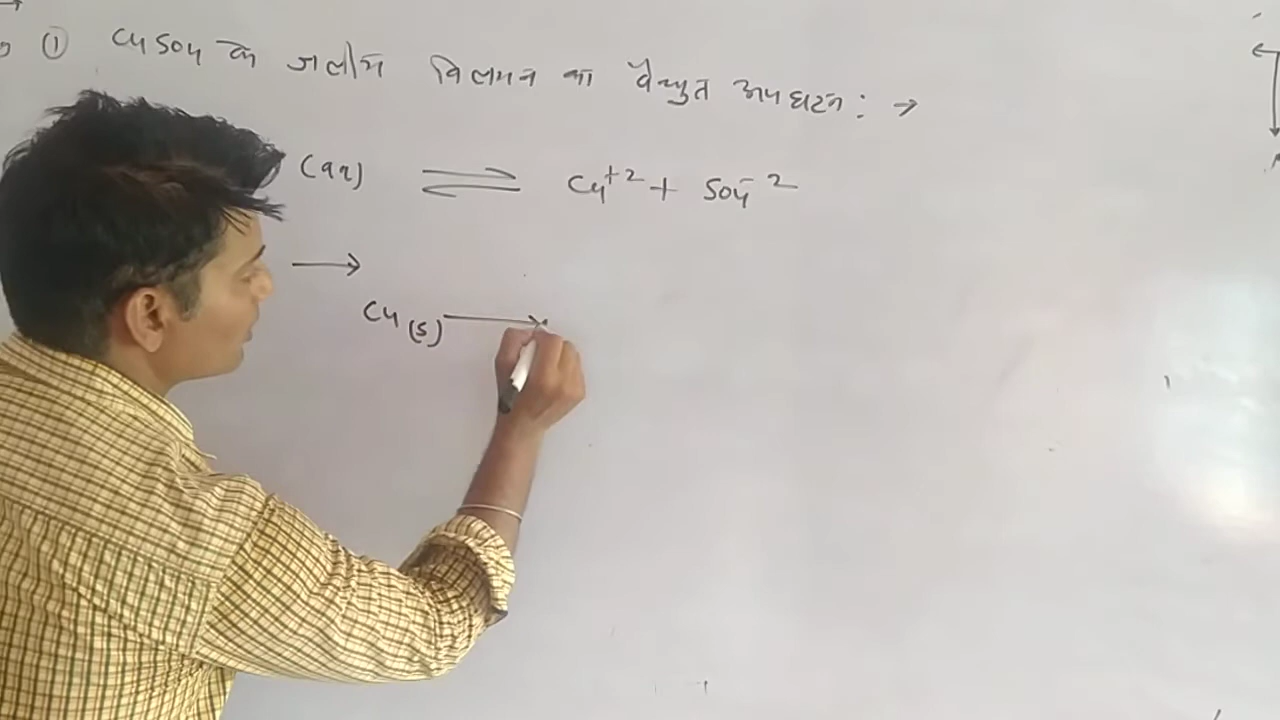 ① CuSO4 के जलीय विलयन का वैद्युत अपघटन : →
(aq) ⇌ Cu+2 + SO4-2
→
Cu(s) →